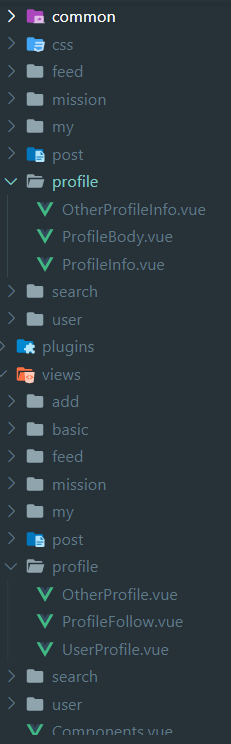 common
css
feed
mission
my
post
profile
OtherProfileInfo.vue
ProfileBody.vue
ProfileInfo.vue
search
user
plugins
views
add
basic
feed
mission
my
post
profile
OtherProfile.vue
ProfileFollow.vue
UserProfile.vue
search
user
Components.vue